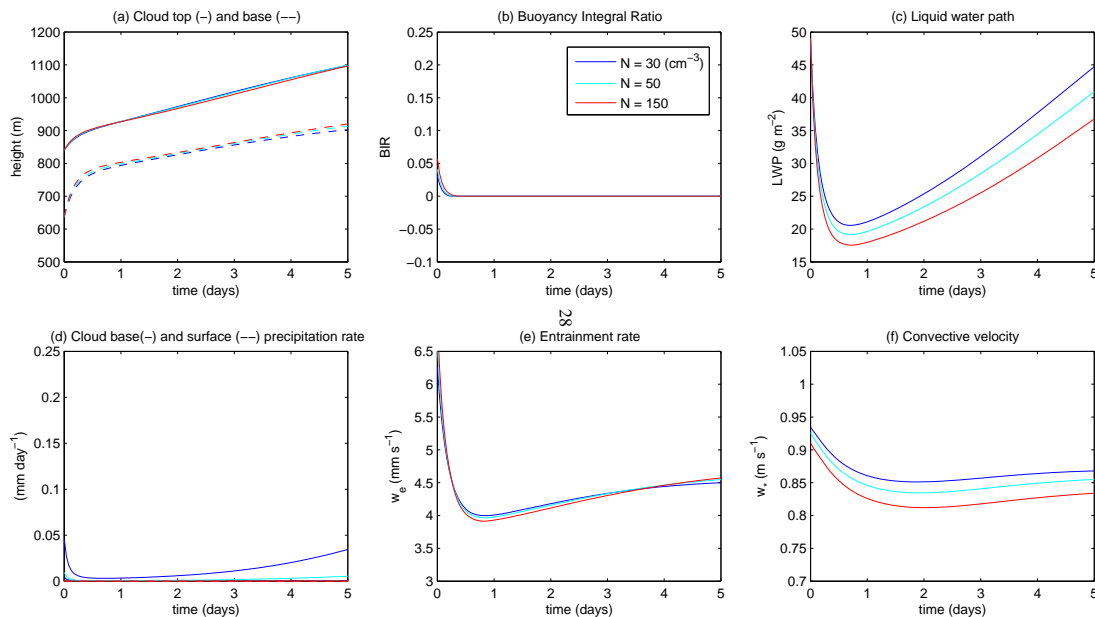 (a) Cloud top (−) and base (−−)
1200
1100
1000
900
800
700
600
500
height (m)
0 1 2 3 4 5
time (days)
(b) Buoyancy Integral Ratio
0.25
0.2
0.15
0.1
0.05
0
−0.05
−0.1
BIR
N = 30 (cm⁻³)
N = 50
N = 150
0 1 2 3 4 5
time (days)
(c) Liquid water path
50
45
40
35
30
25
20
15
LWP (g m⁻²)
0 1 2 3 4 5
time (days)
28
(d) Cloud base(−) and surface (−−) precipitation rate
0.25
0.2
0.15
0.1
0.05
0
(mm day⁻¹)
0 1 2 3 4 5
time (days)
(e) Entrainment rate
6.5
6
5.5
5
4.5
4
3.5
3
wₑ (mm s⁻¹)
0 1 2 3 4 5
time (days)
(f) Convective velocity
1.05
1
0.95
0.9
0.85
0.8
0.75
0.7
w* (m s⁻¹)
0 1 2 3 4 5
time (days)